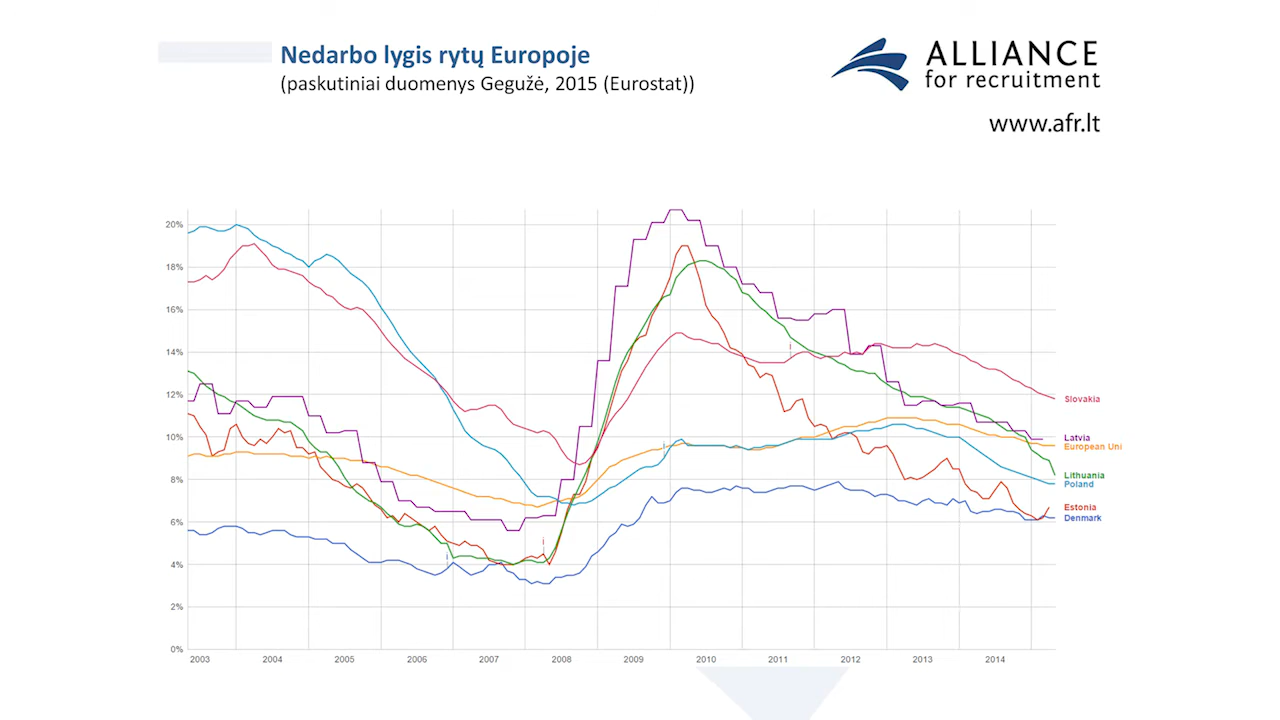 Nedarbo lygis rytų Europoje
(paskutiniai duomenys Gegužė, 2015 (Eurostat))
ALLIANCE
for recruitment
www.afr.lt
20%
18%
16%
14%
12%
10%
8%
6%
4%
2%
0%
Slovakia
Latvia
European Uni
Lithuania
Poland
Estonia
Denmark
2003 2004 2005 2006 2007 2008 2009 2010 2011 2012 2013 2014